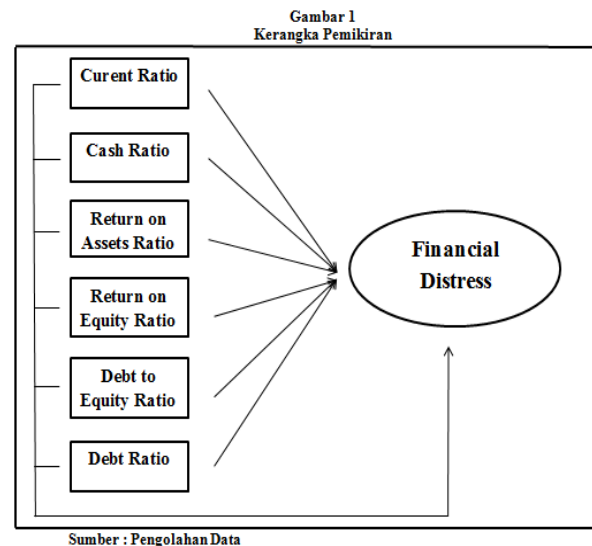 Gambar 1
Kerangka Pemikiran
Curent Ratio
Cash Ratio
Return on
Assets Ratio
Return on
Equity Ratio
Debt to
Equity Ratio
Debt Ratio
Financial
Distress
Sumber : Pengolahan Data